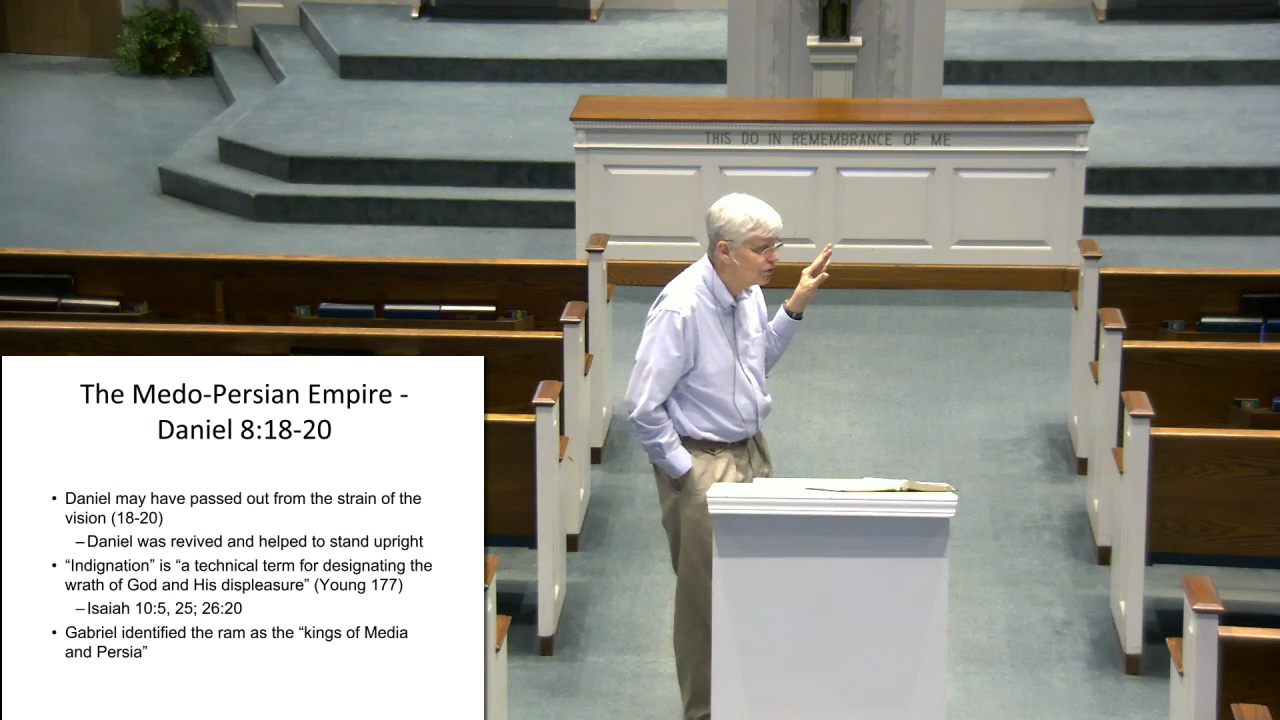 THIS DO IN REMEMBRANCE OF ME
The Medo-Persian Empire -
Daniel 8:18-20
• Daniel may have passed out from the strain of the
vision (18-20)
– Daniel was revived and helped to stand upright
• “Indignation” is “a technical term for designating the
wrath of God and His displeasure” (Young 177)
– Isaiah 10:5, 25; 26:20
• Gabriel identified the ram as the “kings of Media
and Persia”